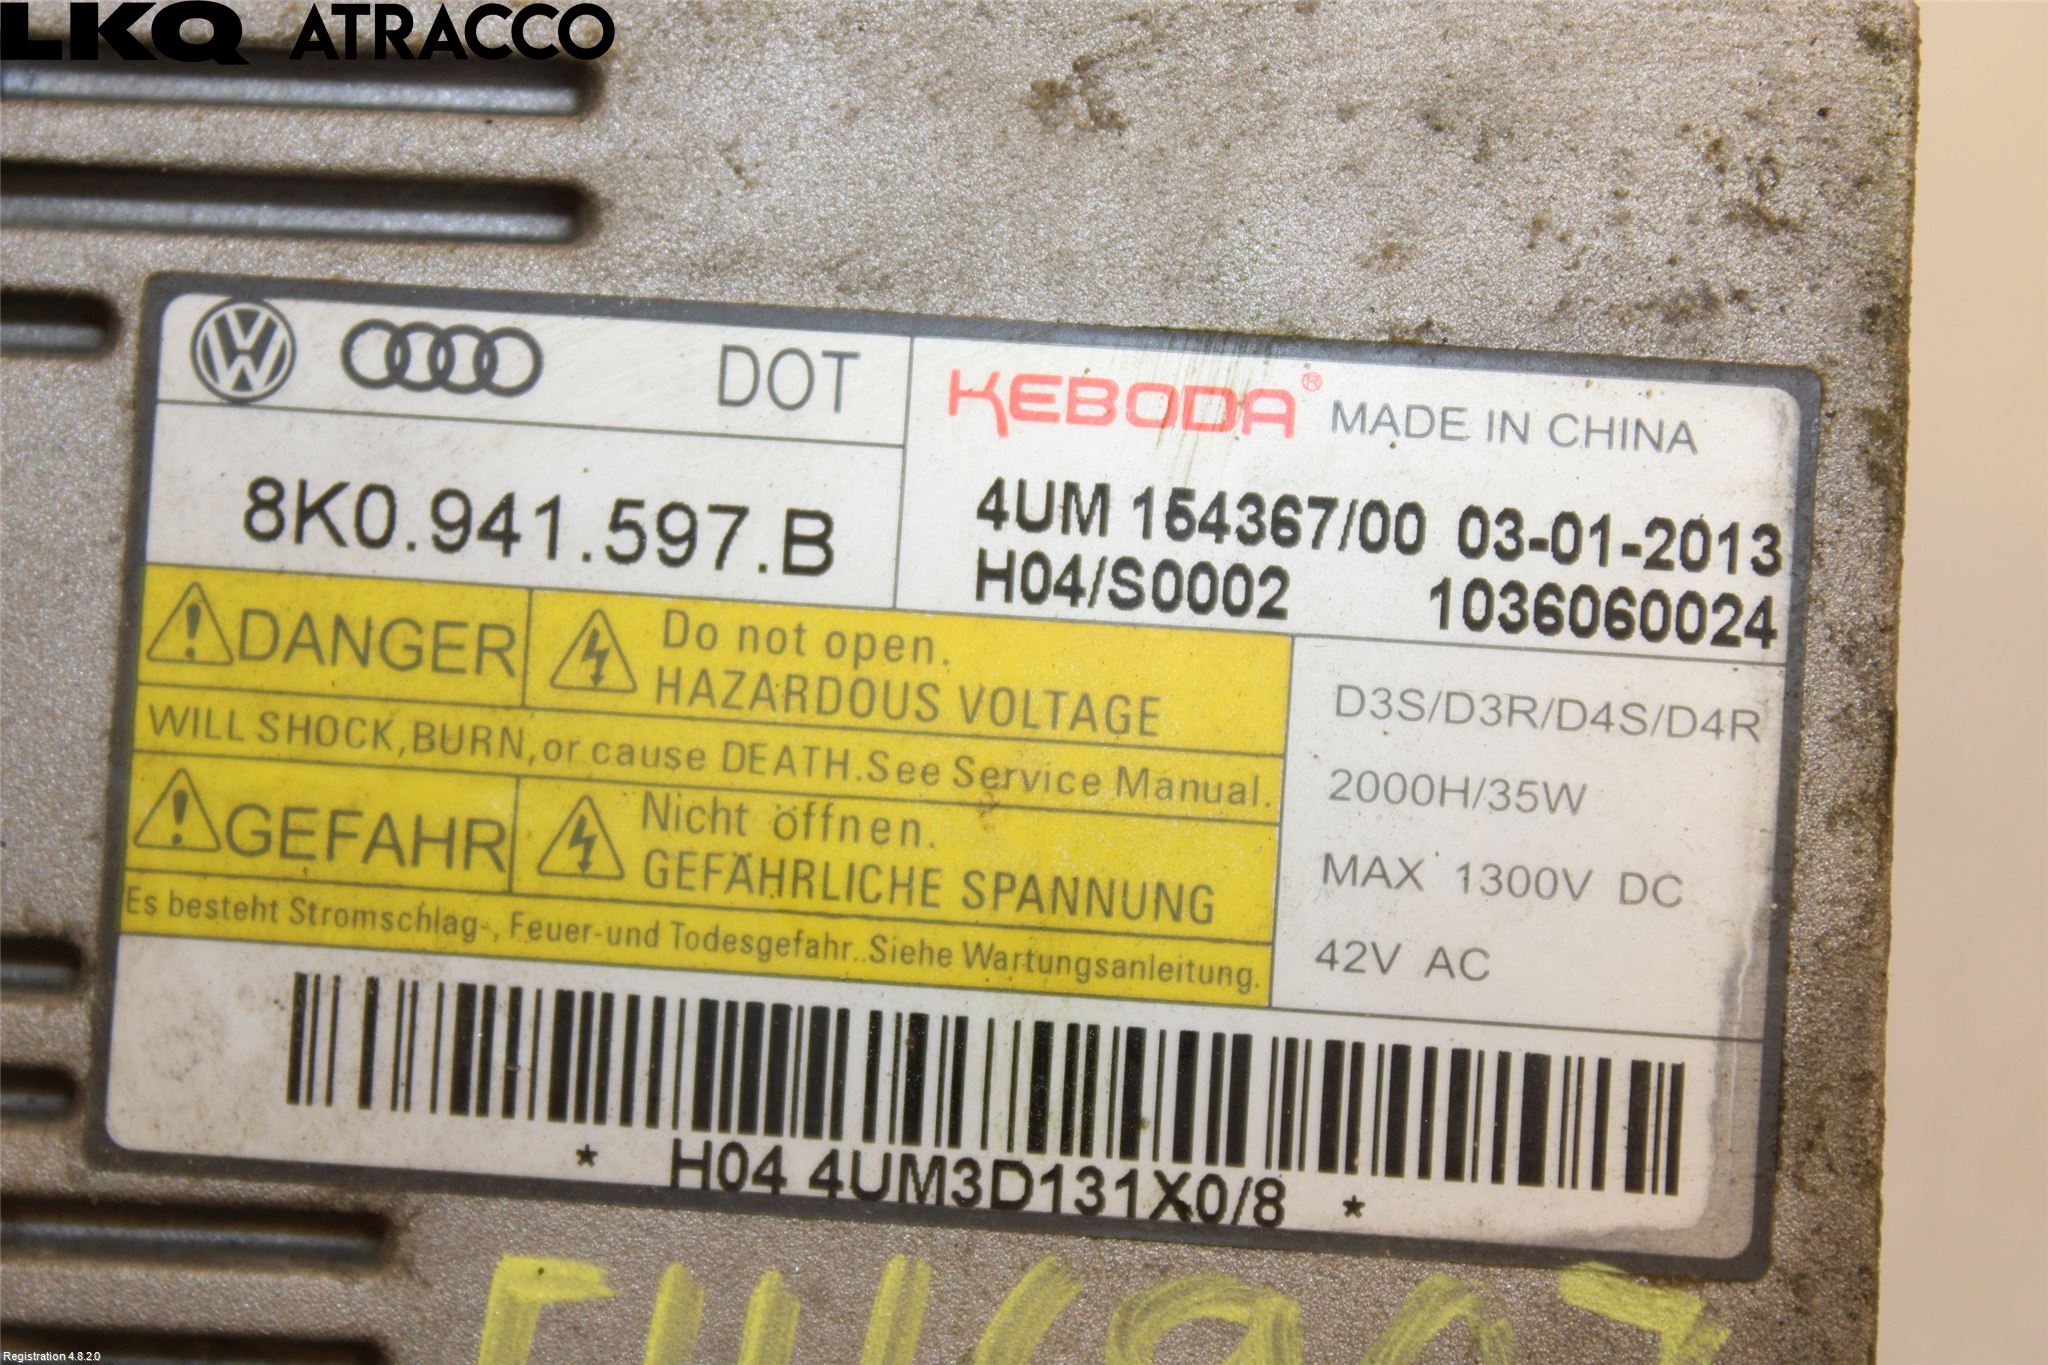 LKQ ATRACCO
DOT
KEBODA® MADE IN CHINA
8K0.941.597.B
4UM 154367/00 03-01-2013
H04/S0002 1036060024
DANGER
Do not open.
HAZARDOUS VOLTAGE
WILL SHOCK,BURN,or cause DEATH.See Service Manual.
GEFAHR
Nicht öffnen.
GEFÄHRLICHE SPANNUNG
Es besteht Stromschlag-, Feuer-und Todesgefahr..Siehe Wartungsanleitung.
D3S/D3R/D4S/D4R
2000H/35W
MAX 1300V DC
42V AC
* H04 4UM3D131X0/8 *
Registration 4.8.2.0